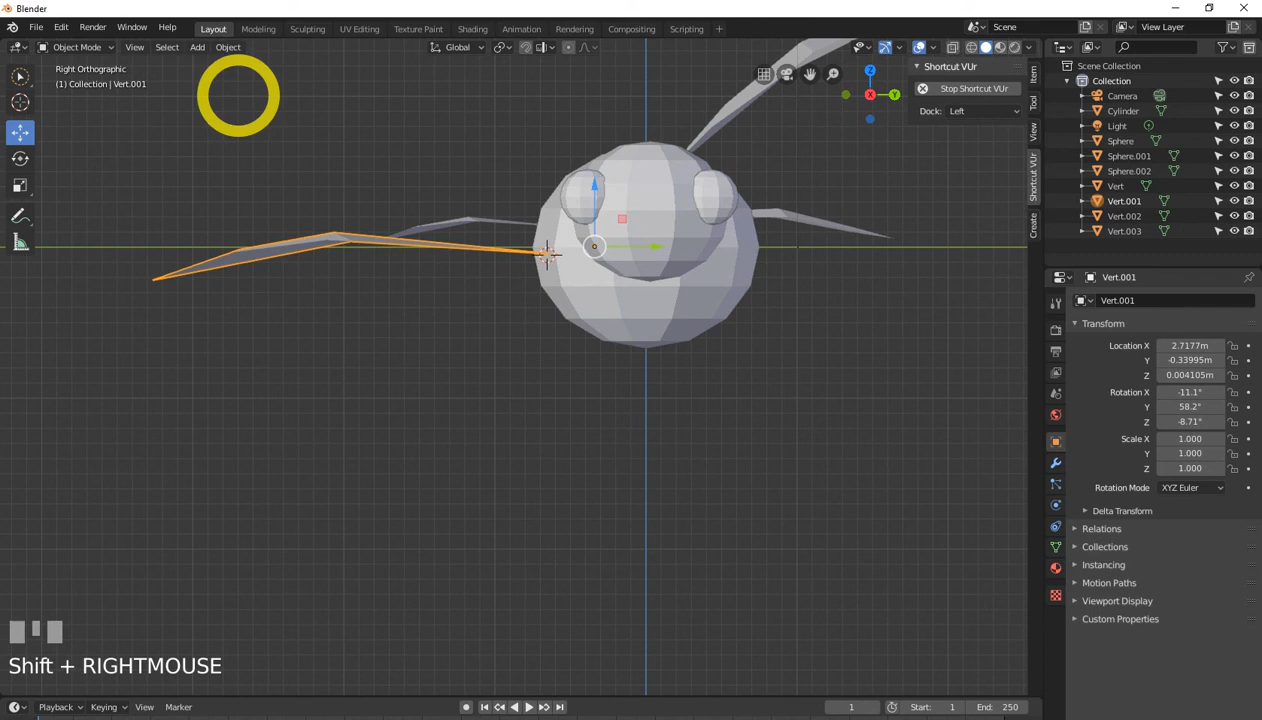 Blender
File Edit Render Window Help Layout Modeling Sculpting UV Editing Texture Paint Shading Animation Rendering Compositing Scripting + Scene View Layer
Object Mode View Select Add Object Global
Right Orthographic
(1) Collection | Vert.001
Shortcut VUr
Stop Shortcut VUr
Dock: Left
Item
Tool
View
Shortcut VUr
Create
Z
X
Y
Scene Collection
Collection
Camera
Cylinder
Light
Sphere
Sphere.001
Sphere.002
Vert
Vert.001
Vert.002
Vert.003
Vert.001
Vert.001
Transform
Location X 2.7177m
Y -0.33995m
Z 0.004105m
Rotation X -11.1°
Y 58.2°
Z -8.71°
Scale X 1.000
Y 1.000
Z 1.000
Rotation Mode XYZ Euler
Delta Transform
Relations
Collections
Instancing
Motion Paths
Viewport Display
Custom Properties
Shift + RIGHTMOUSE
Playback Keying View Marker 1 Start: 1 End: 250